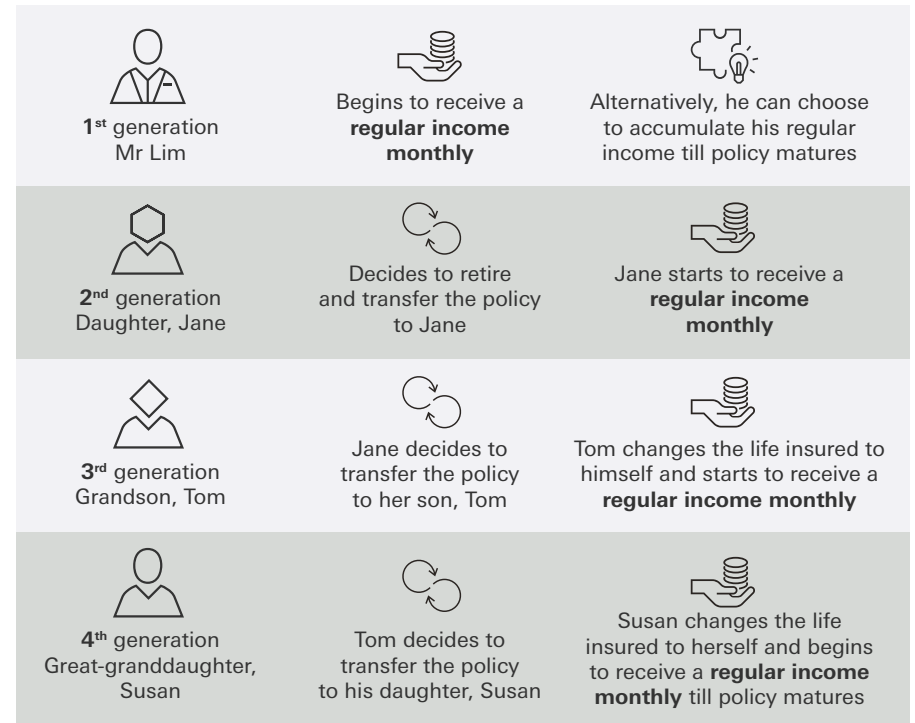 1st generation
Mr Lim
Begins to receive a
regular income
monthly
Alternatively, he can choose
to accumulate his regular
income till policy matures
2nd generation
Daughter, Jane
Decides to retire
and transfer the policy
to Jane
Jane starts to receive a
regular income
monthly
3rd generation
Grandson, Tom
Jane decides to
transfer the policy
to her son, Tom
Tom changes the life insured to
himself and starts to receive a
regular income monthly
4th generation
Great-granddaughter,
Susan
Tom decides to
transfer the policy
to his daughter, Susan
Susan changes the life
insured to herself and begins
to receive a regular income
monthly till policy matures